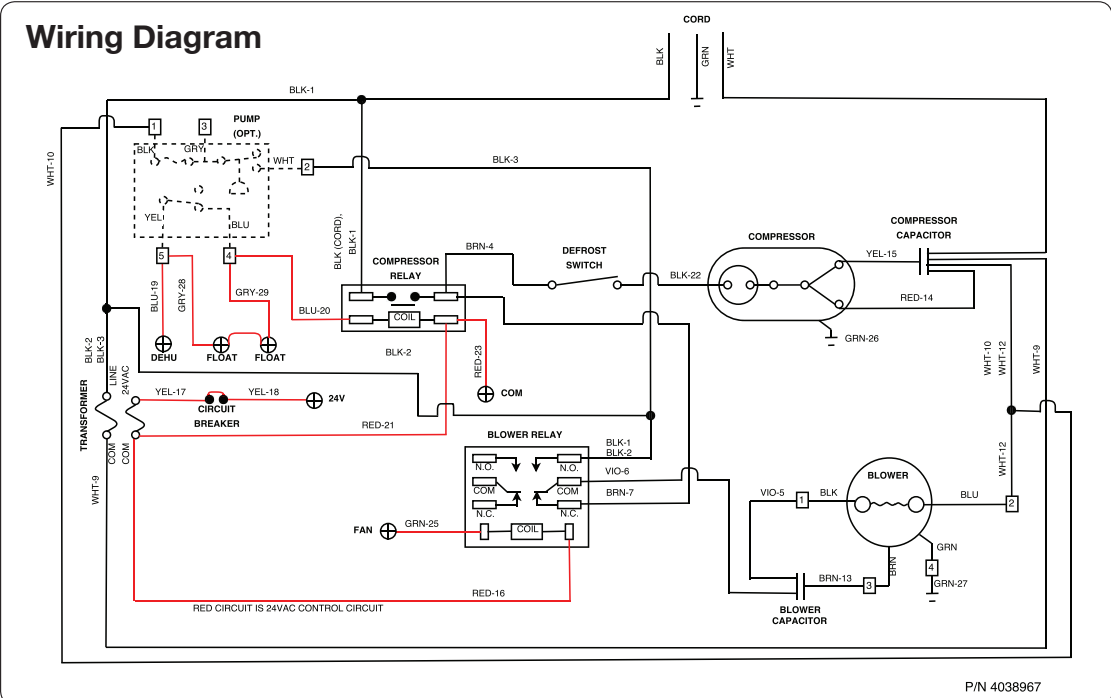 Wiring Diagram
CORD
BLK
GRN
WHT
BLK-1
PUMP
(OPT.)
1
3
BLK
GRY
WHT
2
BLK-3
WHT-10
YEL
BLU
5
4
BLU-19
GRY-28
GRY-29
BLK (CORD),
BLK-1
COMPRESSOR
RELAY
COIL
BLU-20
BRN-4
DEFROST
SWITCH
BLK-22
COMPRESSOR
COMPRESSOR
CAPACITOR
YEL-15
RED-14
GRN-26
DEHU
FLOAT
FLOAT
BLK-2
RED-23
COM
BLK-2
BLK-3
LINE
24VAC
TRANSFORMER
COM
COM
YEL-17
YEL-18
CIRCUIT
BREAKER
24V
RED-21
WHT-10
WHT-12
WHT-9
BLOWER RELAY
BLK-1
BLK-2
N.O.
N.O.
VIO-6
COM
COM
BRN-7
N.C.
N.C.
COIL
FAN
GRN-25
WHT-9
BLOWER
VIO-5
1
BLK
BLU
2
WHT-12
GRN
BRN
4
GRN-27
BRN-13
3
BLOWER
CAPACITOR
RED-16
RED CIRCUIT IS 24VAC CONTROL CIRCUIT
P/N 4038967